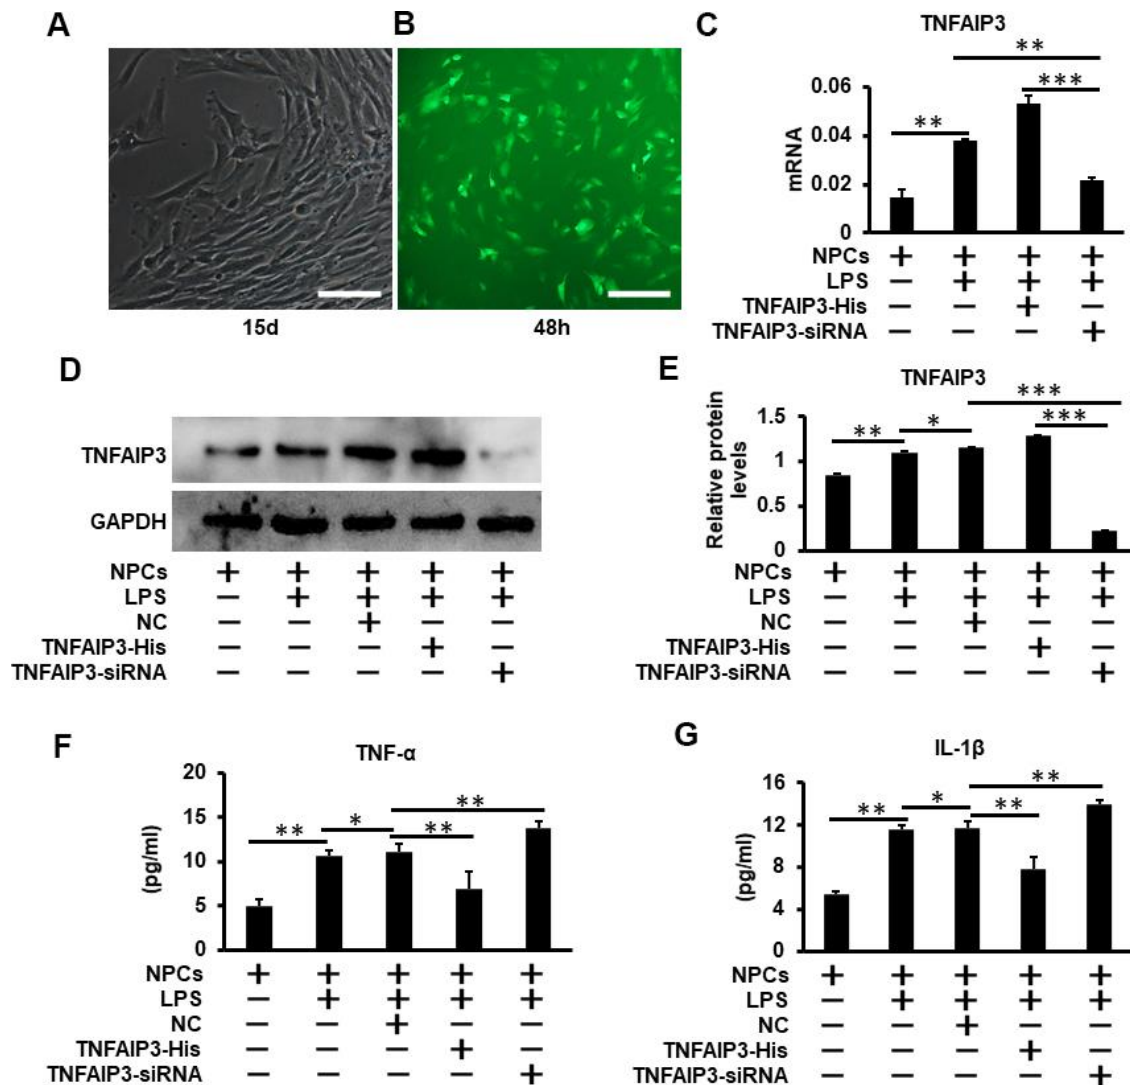 A
B
15d
48h
C
TNFAIP3
**
***
**
mRNA
0.06
0.04
0.02
0
NPCs + + + +
LPS − + + +
TNFAIP3-His − − + −
TNFAIP3-siRNA − − − +
D
TNFAIP3
GAPDH
NPCs + + + + +
LPS − + + + +
NC − − + − −
TNFAIP3-His − − − + −
TNFAIP3-siRNA − − − − +
E
TNFAIP3
***
** * ***
Relative protein
levels
1.5
1
0.5
0
NPCs + + + + +
LPS − + + + +
NC − − + − −
TNFAIP3-His − − − + −
TNFAIP3-siRNA − − − − +
F
TNF-α
**
** * **
(pg/ml)
20
15
10
5
0
NPCs + + + + +
LPS − + + + +
NC − − + − −
TNFAIP3-His − − − + −
TNFAIP3-siRNA − − − − +
G
IL-1β
**
** * **
(pg/ml)
16
12
8
4
0
NPCs + + + + +
LPS − + + + +
NC − − + − −
TNFAIP3-His − − − + −
TNFAIP3-siRNA − − − − +